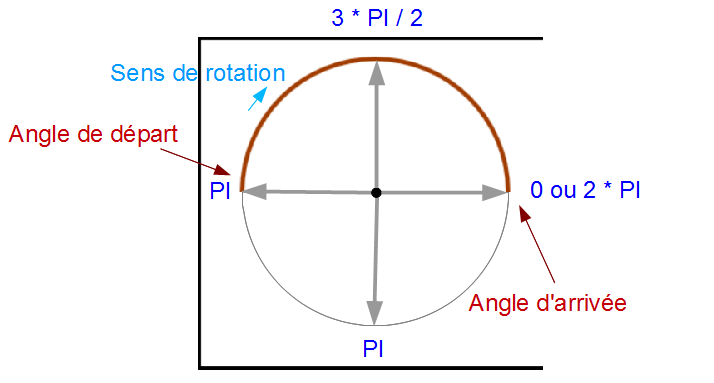 3 * PI / 2
Sens de rotation
Angle de départ
PI
0 ou 2 * PI
Angle d'arrivée
PI